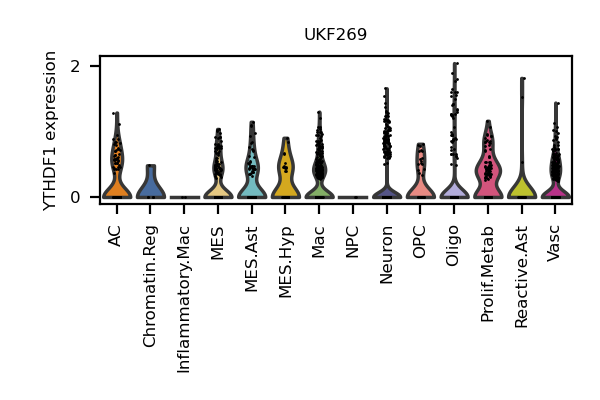 UKF269
YTHDF1 expression
2
0
AC
Chromatin.Reg
Inflammatory.Mac
MES
MES.Ast
MES.Hyp
Mac
NPC
Neuron
OPC
Oligo
Prolif.Metab
Reactive.Ast
Vasc